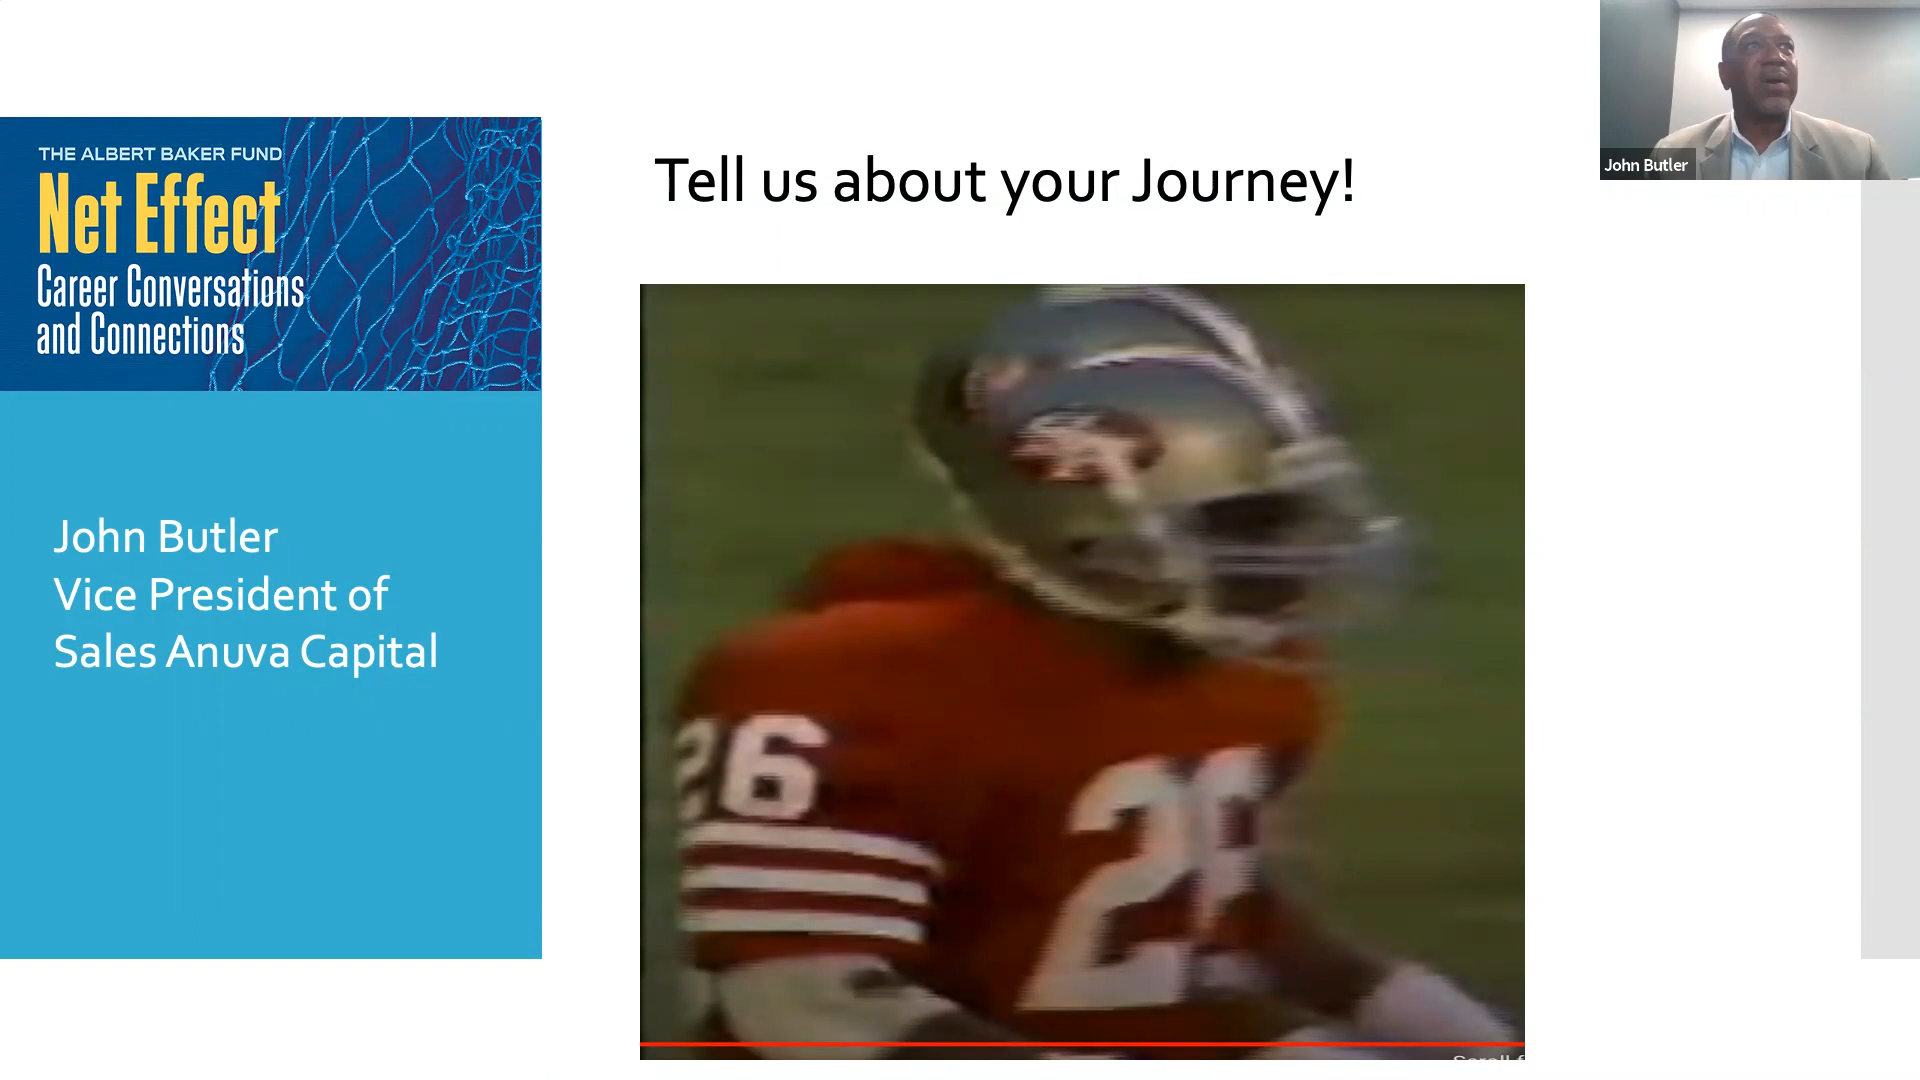 THE ALBERT BAKER FUND
Net Effect
Career Conversations
and Connections
John Butler
Vice President of
Sales Anuva Capital
Tell us about your Journey!
26
26
John Butler